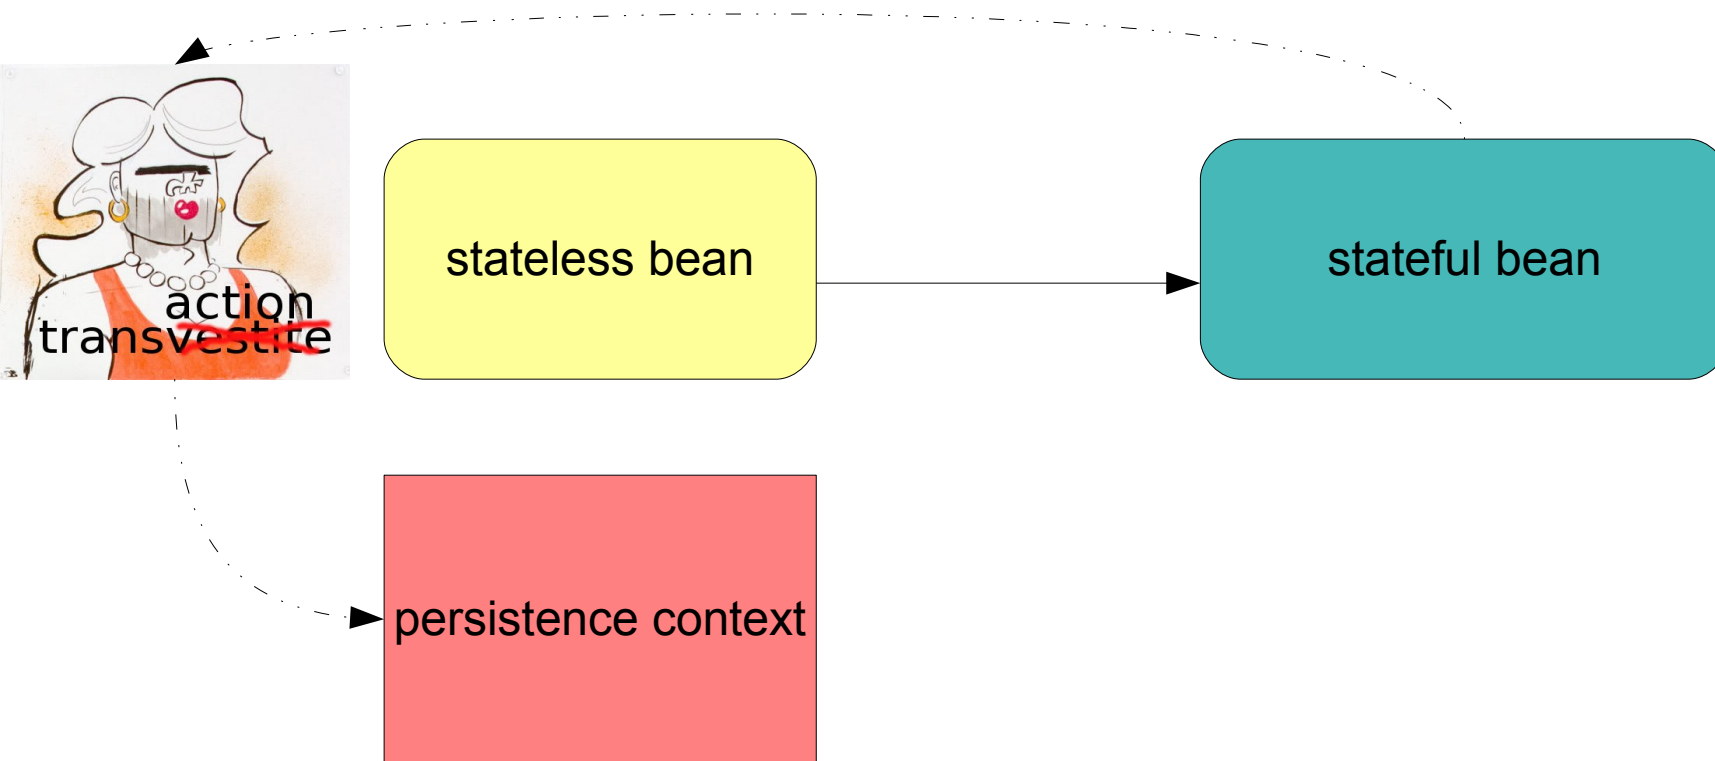 stateless bean
stateful bean
action
transvestite
persistence context